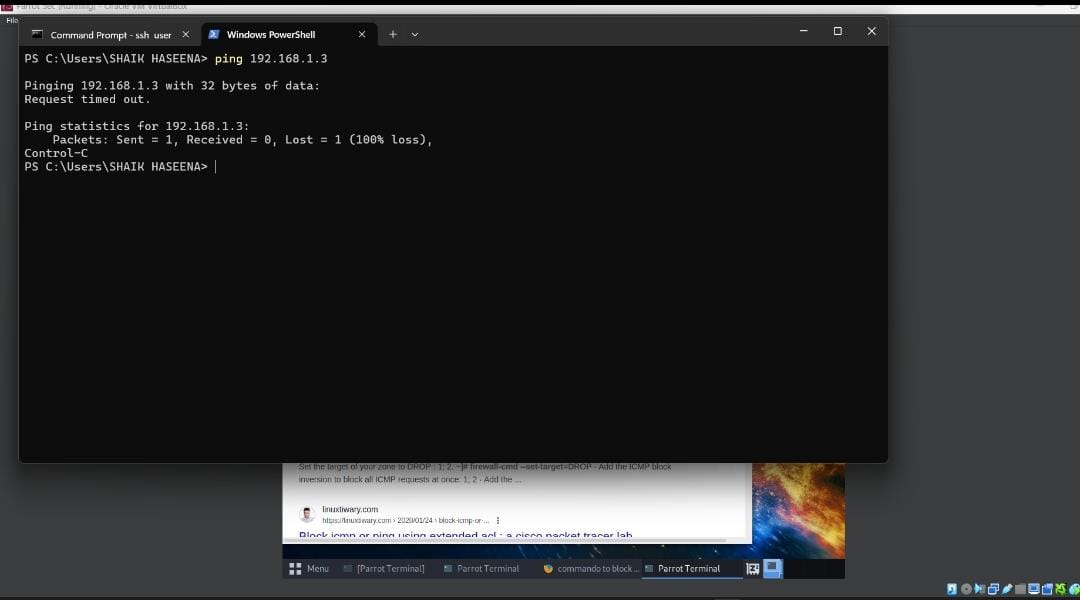 Parrot Sec [Running] - Oracle VM VirtualBox
File
Command Prompt - ssh user
Windows PowerShell
PS C:\Users\SHAIK HASEENA> ping 192.168.1.3
Pinging 192.168.1.3 with 32 bytes of data:
Request timed out.
Ping statistics for 192.168.1.3:
Packets: Sent = 1, Received = 0, Lost = 1 (100% loss),
Control-C
PS C:\Users\SHAIK HASEENA>
Set the target of your zone to DROP : 1; 2. ~]# firewall-cmd --set-target=DROP · Add the ICMP block
inversion to block all ICMP requests at once: 1; 2 · Add the ...
linuxtiwary.com
https://linuxtiwary.com › 2020/01/24 › block-icmp-or-...
Block icmp or ping using extended acl : a cisco packet tracer lab
Menu
[Parrot Terminal]
Parrot Terminal
commando to block ...
Parrot Terminal